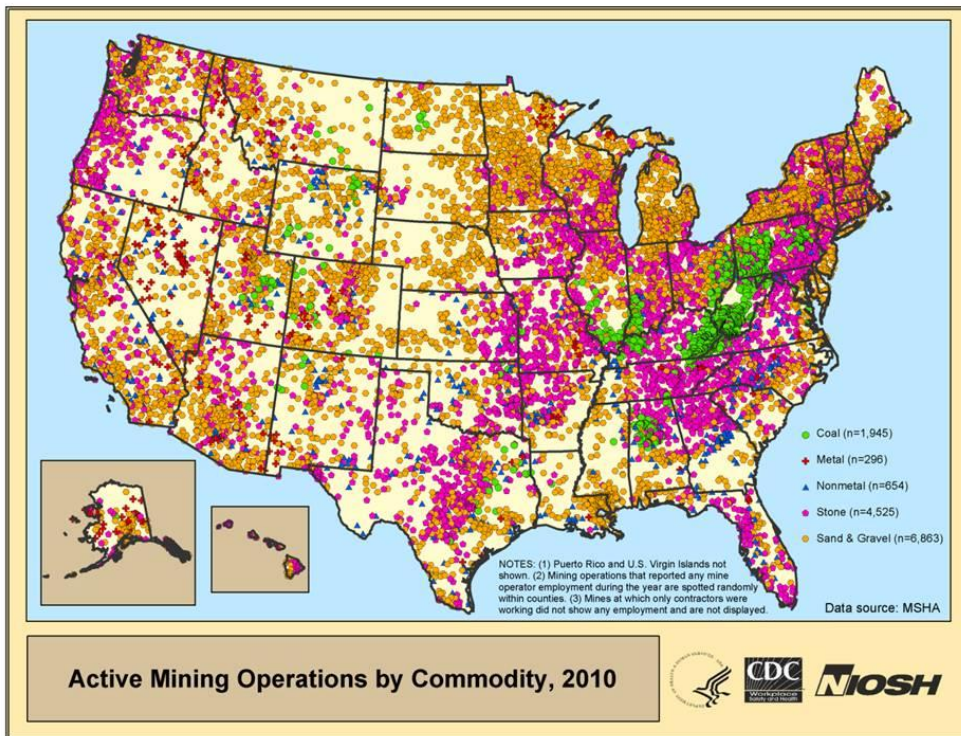 Coal (n=1,945)
Metal (n=296)
Nonmetal (n=654)
Stone (n=4,525)
Sand & Gravel (n=6,863)
NOTES: (1) Puerto Rico and U.S. Virgin Islands not
shown. (2) Mining operations that reported any mine
operator employment during the year are spotted randomly
within counties. (3) Mines at which only contractors were
working did not show any employment and are not displayed.
Data source: MSHA
Active Mining Operations by Commodity, 2010
CDC
Workplace
Safety and Health
NIOSH